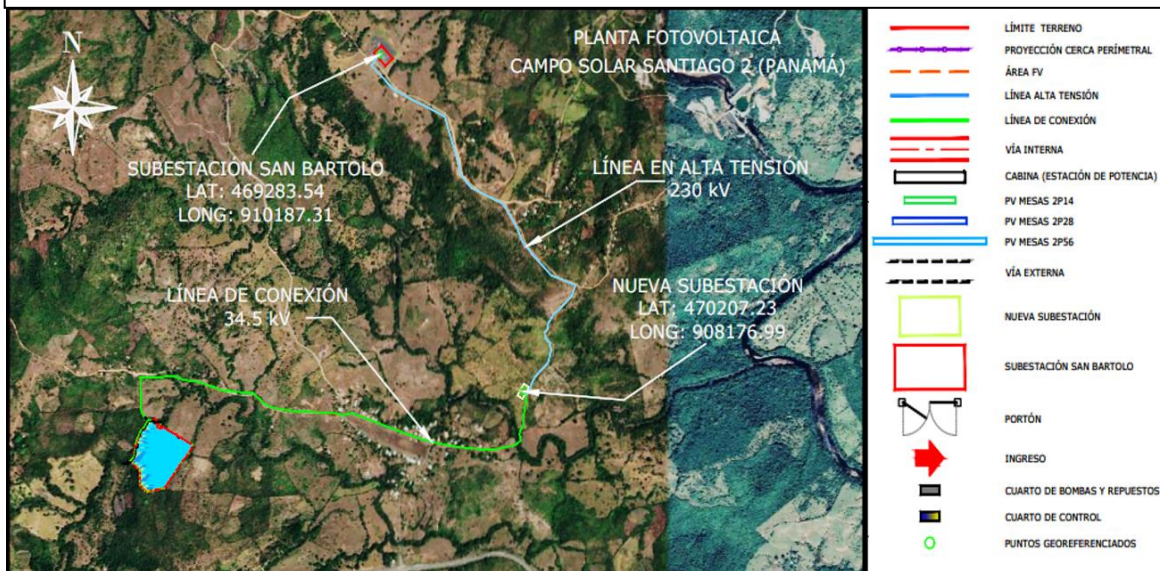 N
PLANTA FOTOVOLTAICA
CAMPO SOLAR SANTIAGO 2 (PANAMÁ)
SUBESTACIÓN SAN BARTOLO
LAT: 469283.54
LONG: 910187.31
LÍNEA EN ALTA TENSIÓN
230 kV
LÍNEA DE CONEXIÓN
34.5 kV
NUEVA SUBESTACIÓN
LAT: 470207.23
LONG: 908176.99
LÍMITE TERRENO
PROYECCIÓN CERCA PERÍMETRAL
ÁREA FV
LÍNEA ALTA TENSIÓN
LÍNEA DE CONEXIÓN
VÍA INTERNA
CABINA (ESTACIÓN DE POTENCIA)
PV MESAS 2P14
PV MESAS 2P28
PV MESAS 2P56
VÍA EXTERNA
NUEVA SUBESTACIÓN
SUBESTACIÓN SAN BARTOLO
PORTÓN
INGRESO
CUARTO DE BOMBAS Y REPUESTOS
CUARTO DE CONTROL
PUNTOS GEOREFERENCIADOS